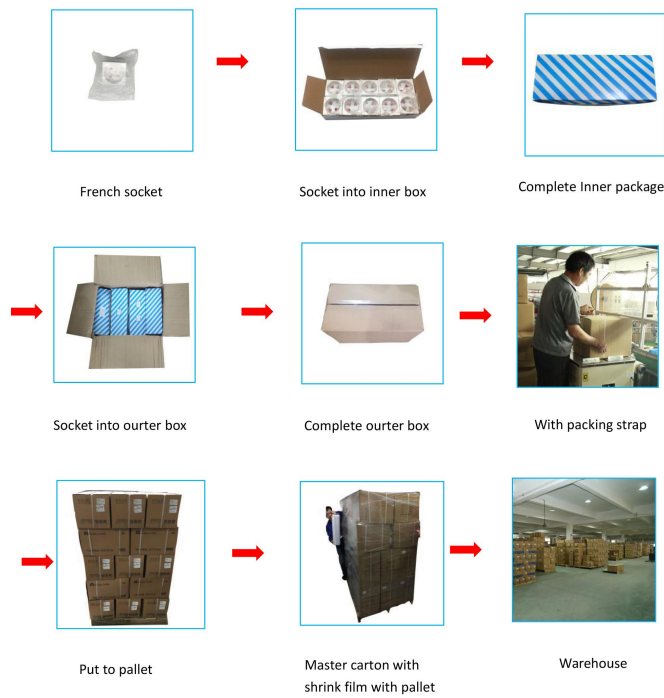 French socket
Socket into inner box
Complete Inner package
Socket into ourter box
Complete ourter box
With packing strap
Put to pallet
Master carton with
shrink film with pallet
Warehouse